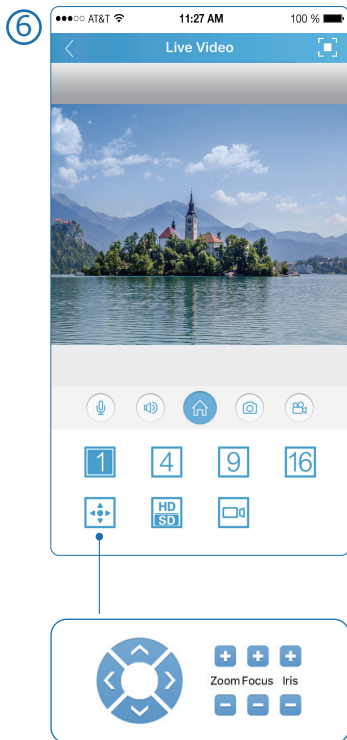 6
AT&T 11:27 AM 100 %
Live Video
1 4 9 16
HD
SD
Zoom Focus Iris